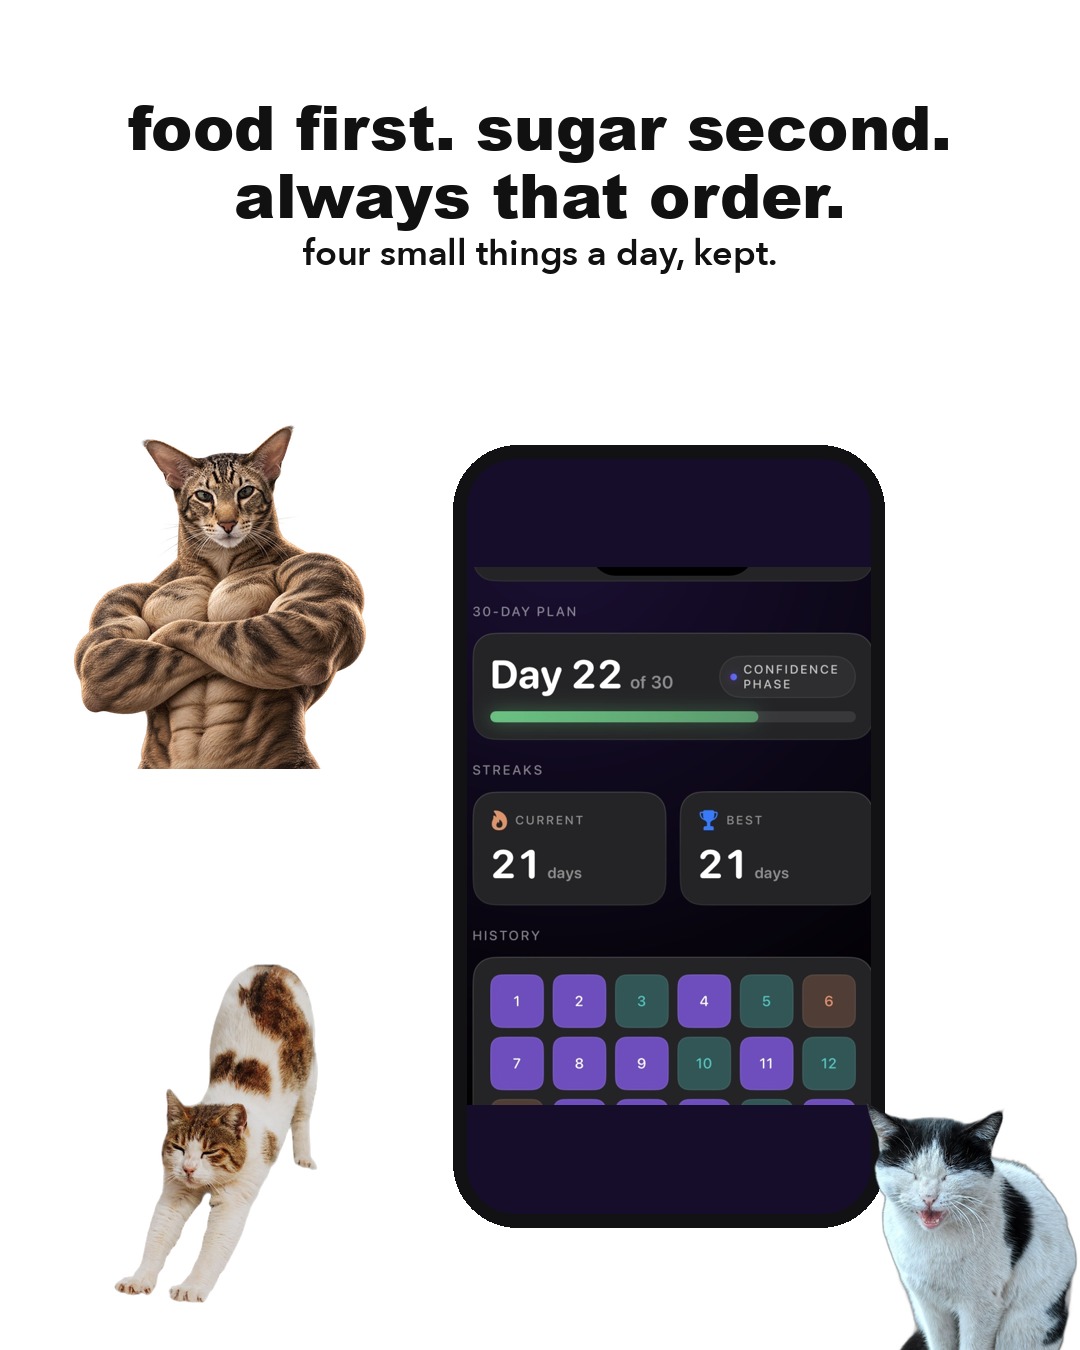 food first. sugar second.
always that order.
four small things a day, kept.
30-DAY PLAN
Day 22 of 30
CONFIDENCE
PHASE
STREAKS
CURRENT
21 days
BEST
21 days
HISTORY
1 2 3 4 5 6
7 8 9 10 11 12